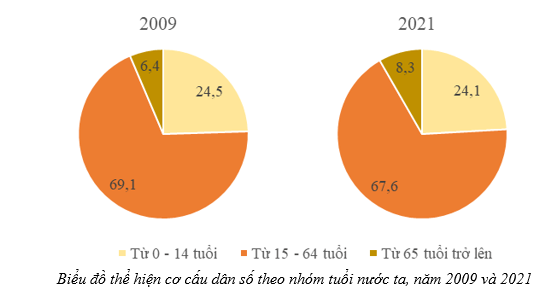 2009
2021
6,4
24,5
69,1
8,3
24,1
67,6
Từ 0 - 14 tuổi
Từ 15 - 64 tuổi
Từ 65 tuổi trở lên
Biểu đồ thể hiện cơ cấu dân số theo nhóm tuổi nước ta, năm 2009 và 2021